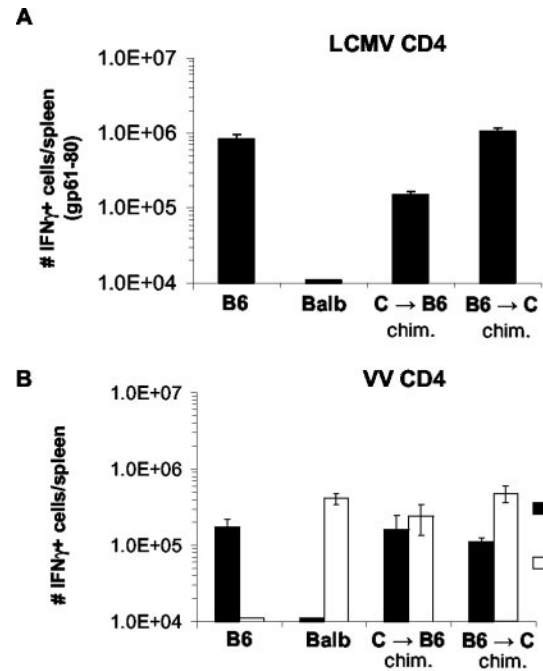 A
LCMV CD4
# IFNγ+ cells/spleen
(gp61-80)
1.0E+07
1.0E+06
1.0E+05
1.0E+04
B6
Balb
C → B6
chim.
B6 → C
chim.
B
VV CD4
# IFNγ+ cells/spleen
1.0E+07
1.0E+06
1.0E+05
1.0E+04
B6
Balb
C → B6
chim.
B6 → C
chim.